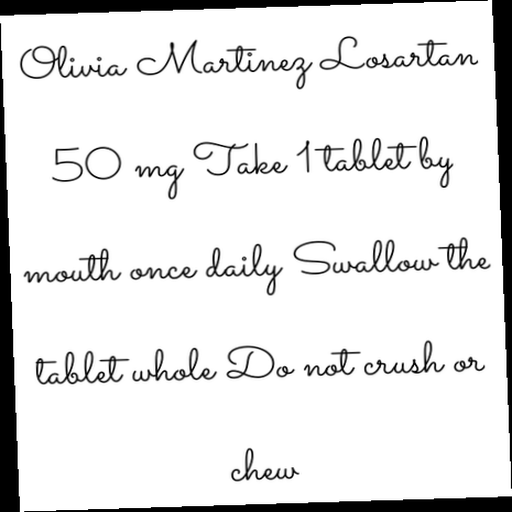 Olivia Martinez Losartan
50 mg Take 1 tablet by
mouth once daily Swallow the
tablet whole Do not crush or
chew